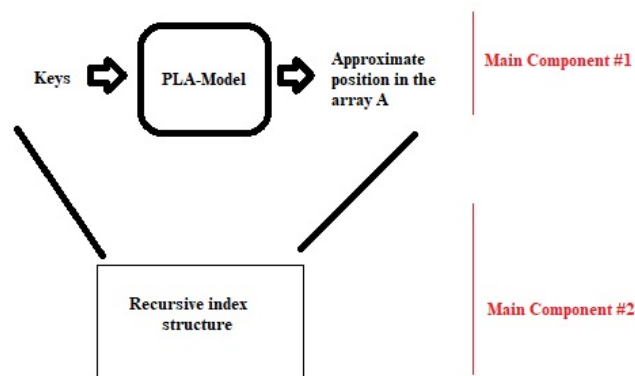 Keys
PLA-Model
Approximate
position in the
array A
Main Component #1
Recursive index
structure
Main Component #2